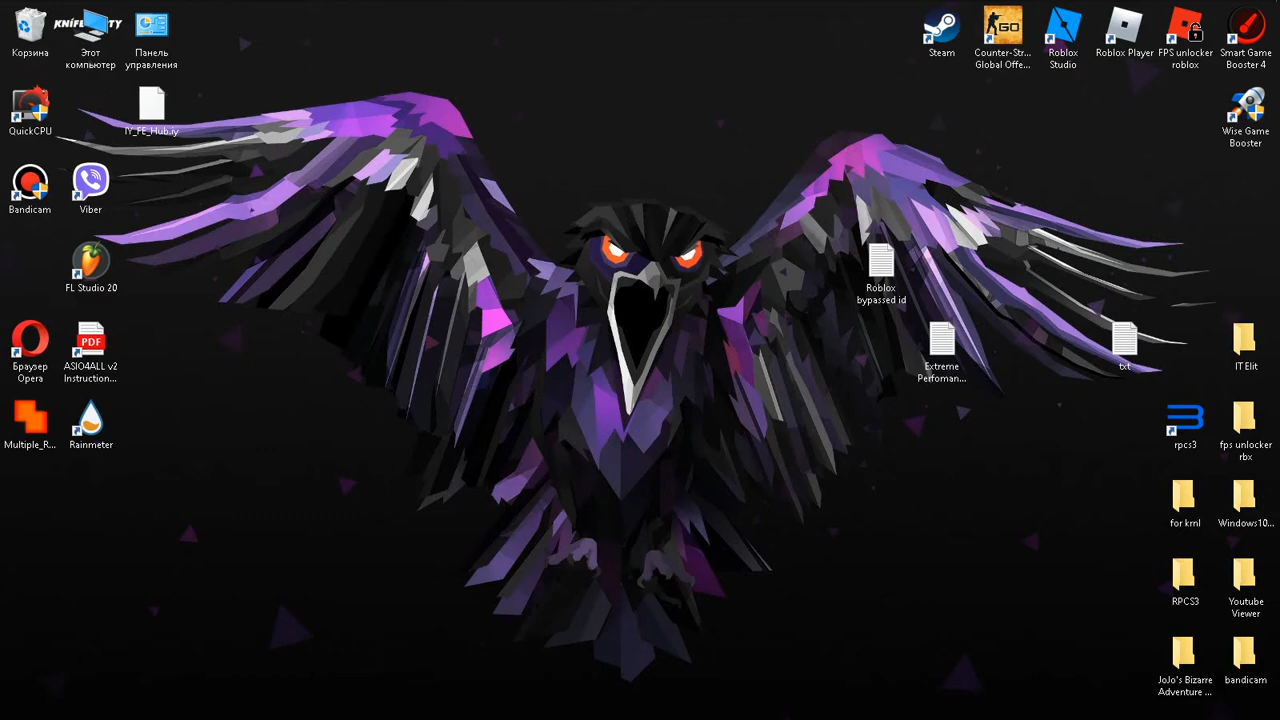 Корзина
Этот
компьютер
Панель
управления
QuickCPU
IY_FE_Hub.iy
Bandicam
Viber
FL Studio 20
Браузер
Opera
PDF
ASIO4ALL v2
Instruction...
Multiple_R...
Rainmeter
Steam
GO
Counter-Str...
Global Offe...
Roblox
Studio
Roblox Player
FPS unlocker
roblox
Smart Game
Booster 4
Wise Game
Booster
Roblox
bypassed id
Extreme
Perfoman...
txt
IT Elit
rpcs3
fps unlocker
rbx
for krnl
Windows10...
RPCS3
Youtube
Viewer
JoJo's Bizarre
Adventure ...
bandicam